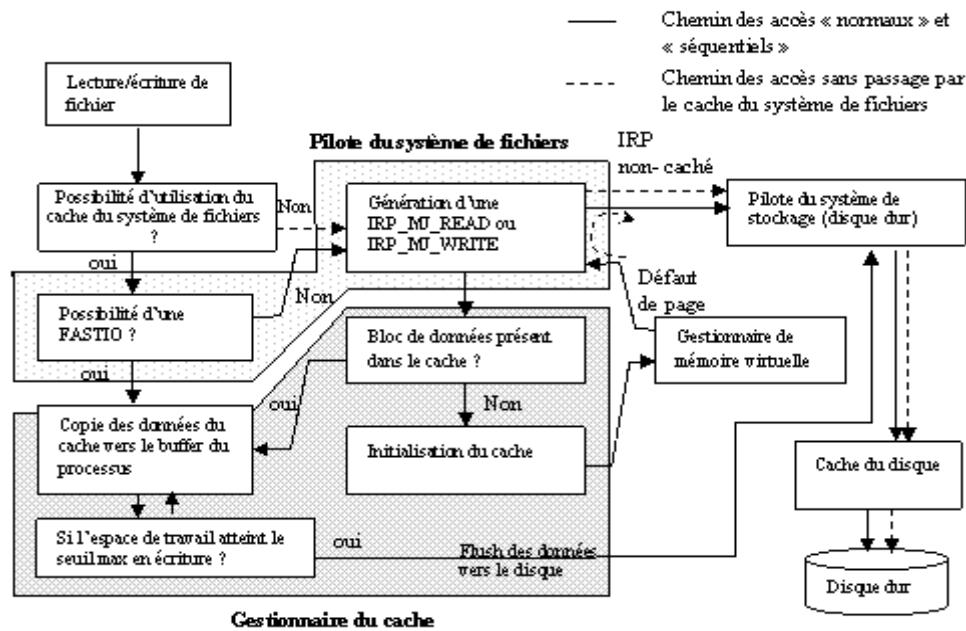 Chemin des accès « normaux » et
« séquentiels »
Chemin des accès sans passage par
le cache du système de fichiers
Lecture/écriture de
fichier
Pilote du système de fichiers
IRP
non- caché
Possibilité d'utilisation du
cache du système de fichiers
?
Non
Génération d'une
IRP_MJ_READ ou
IRP_MJ_WRITE
Pilote du système de
stockage (disque dur)
oui
Non
Défaut
de page
Possibilité d'une
FASTIO ?
Bloc de données présent
dans le cache ?
Gestionnaire de
mémoire virtuelle
oui
oui
Non
Copie des données du
cache vers le buffer du
processus
Initialisation du cache
Cache du disque
Si l'espace de travail atteint le
seuil max en écriture ?
oui
Flush des données
vers le disque
Disque dur
Gestionnaire du cache